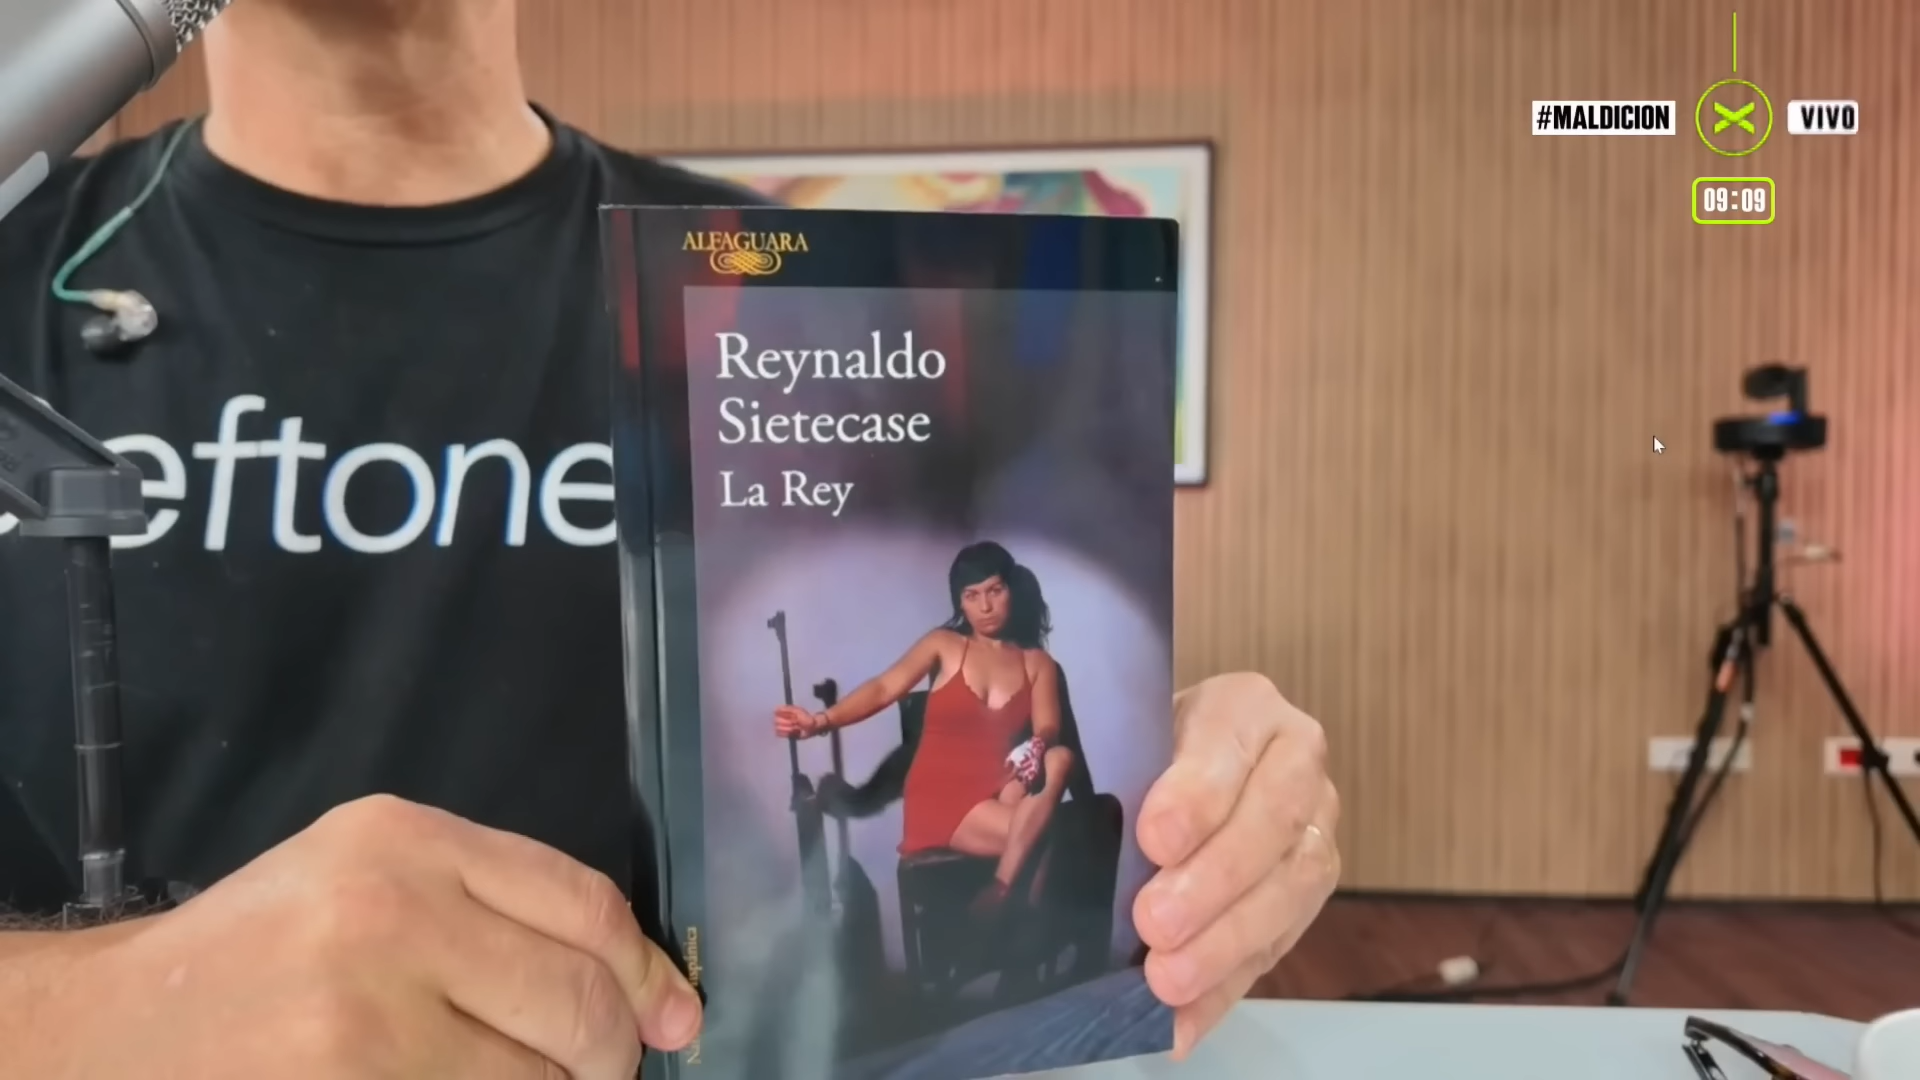 #MALDICION
VIVO
09:09
ALFAGUARA
Reynaldo
Sietecase
La Rey
eftone